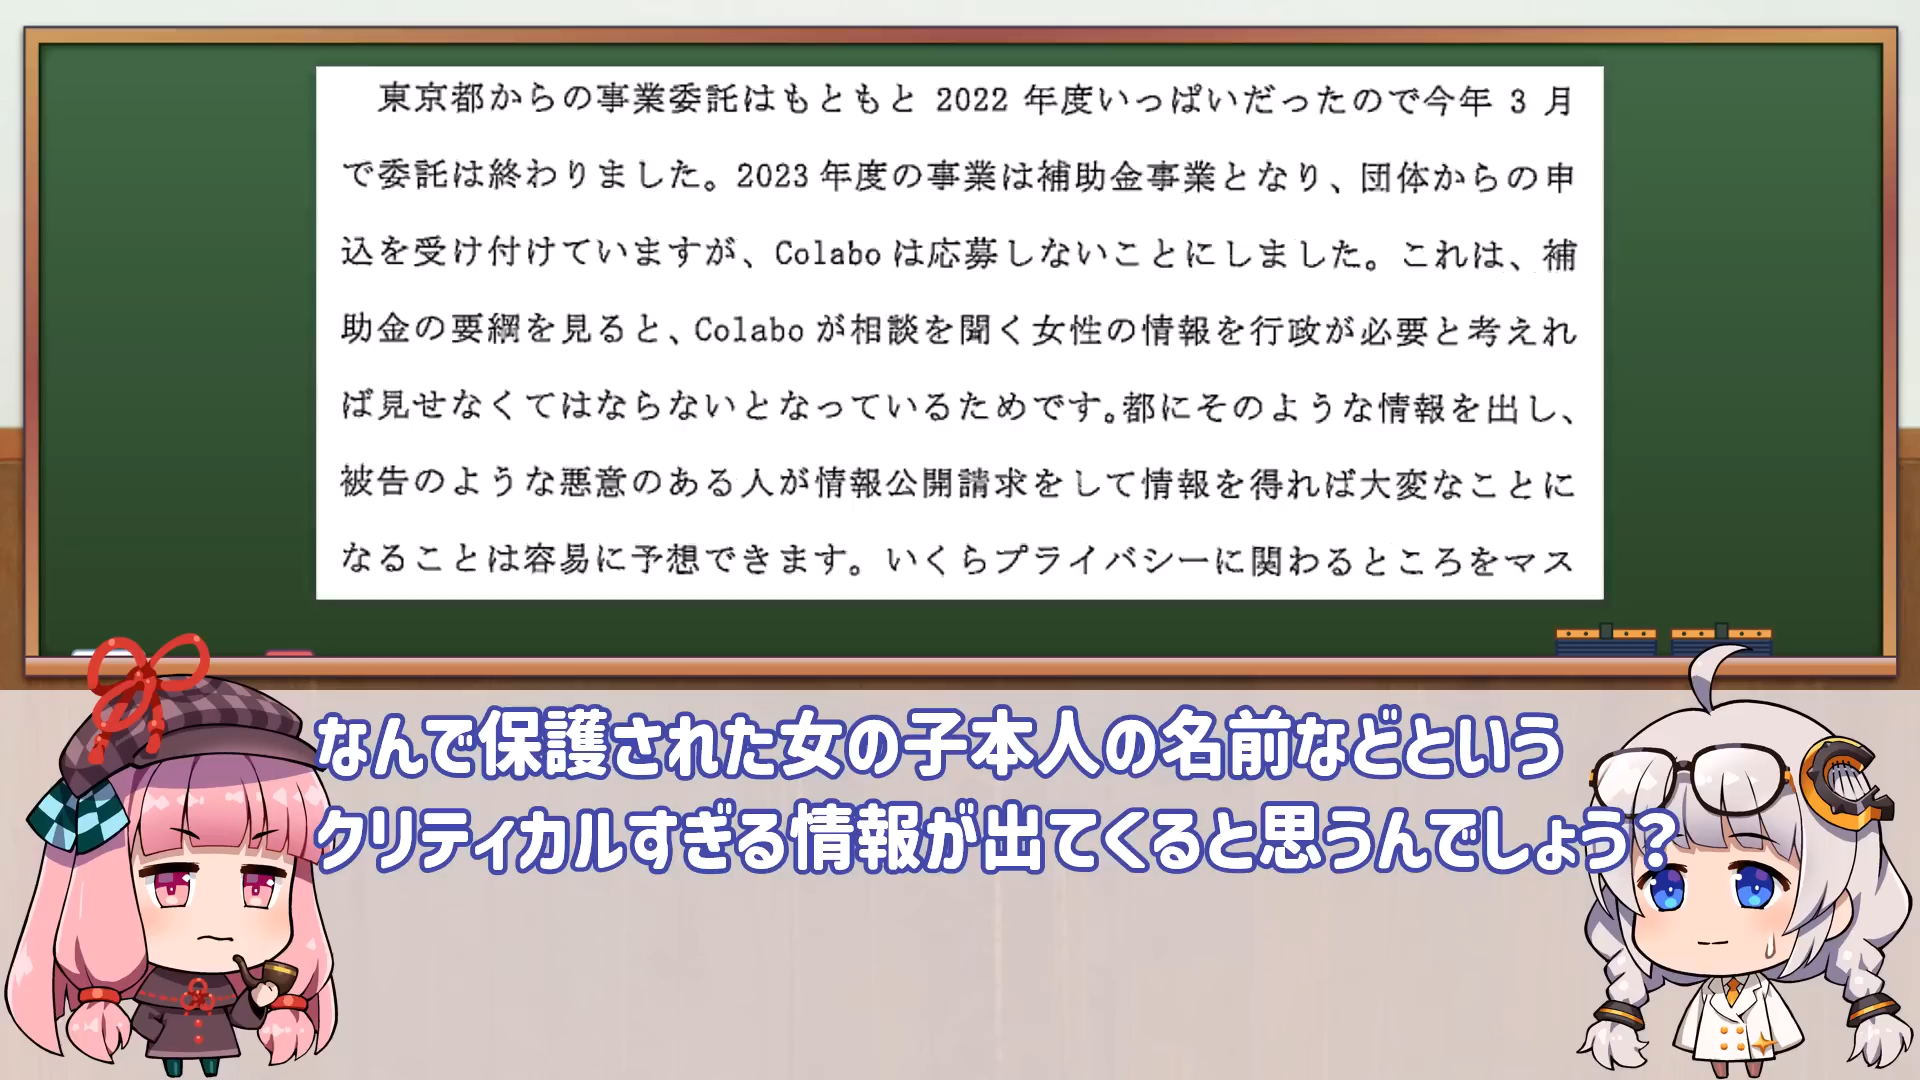 東京都からの事業委託はもともと 2022 年度いっぱいだったので今年 3 月
で委託は終わりました。2023 年度の事業は補助金事業となり、団体からの申
込を受け付けていますが、Colabo は応募しないことにしました。これは、補
助金の要綱を見ると、Colabo が相談を聞く女性の情報を行政が必要と考えれ
ば見せなくてはならないとなっているためです。都にそのような情報を出し、
被告のような悪意のある人が情報公開請求をして情報を得れば大変なことに
なることは容易に予想できます。いくらプライバシーに関わるところをマス
なんで保護された女の子本人の名前などという
クリティカルすぎる情報が出てくると思うんでしょう?